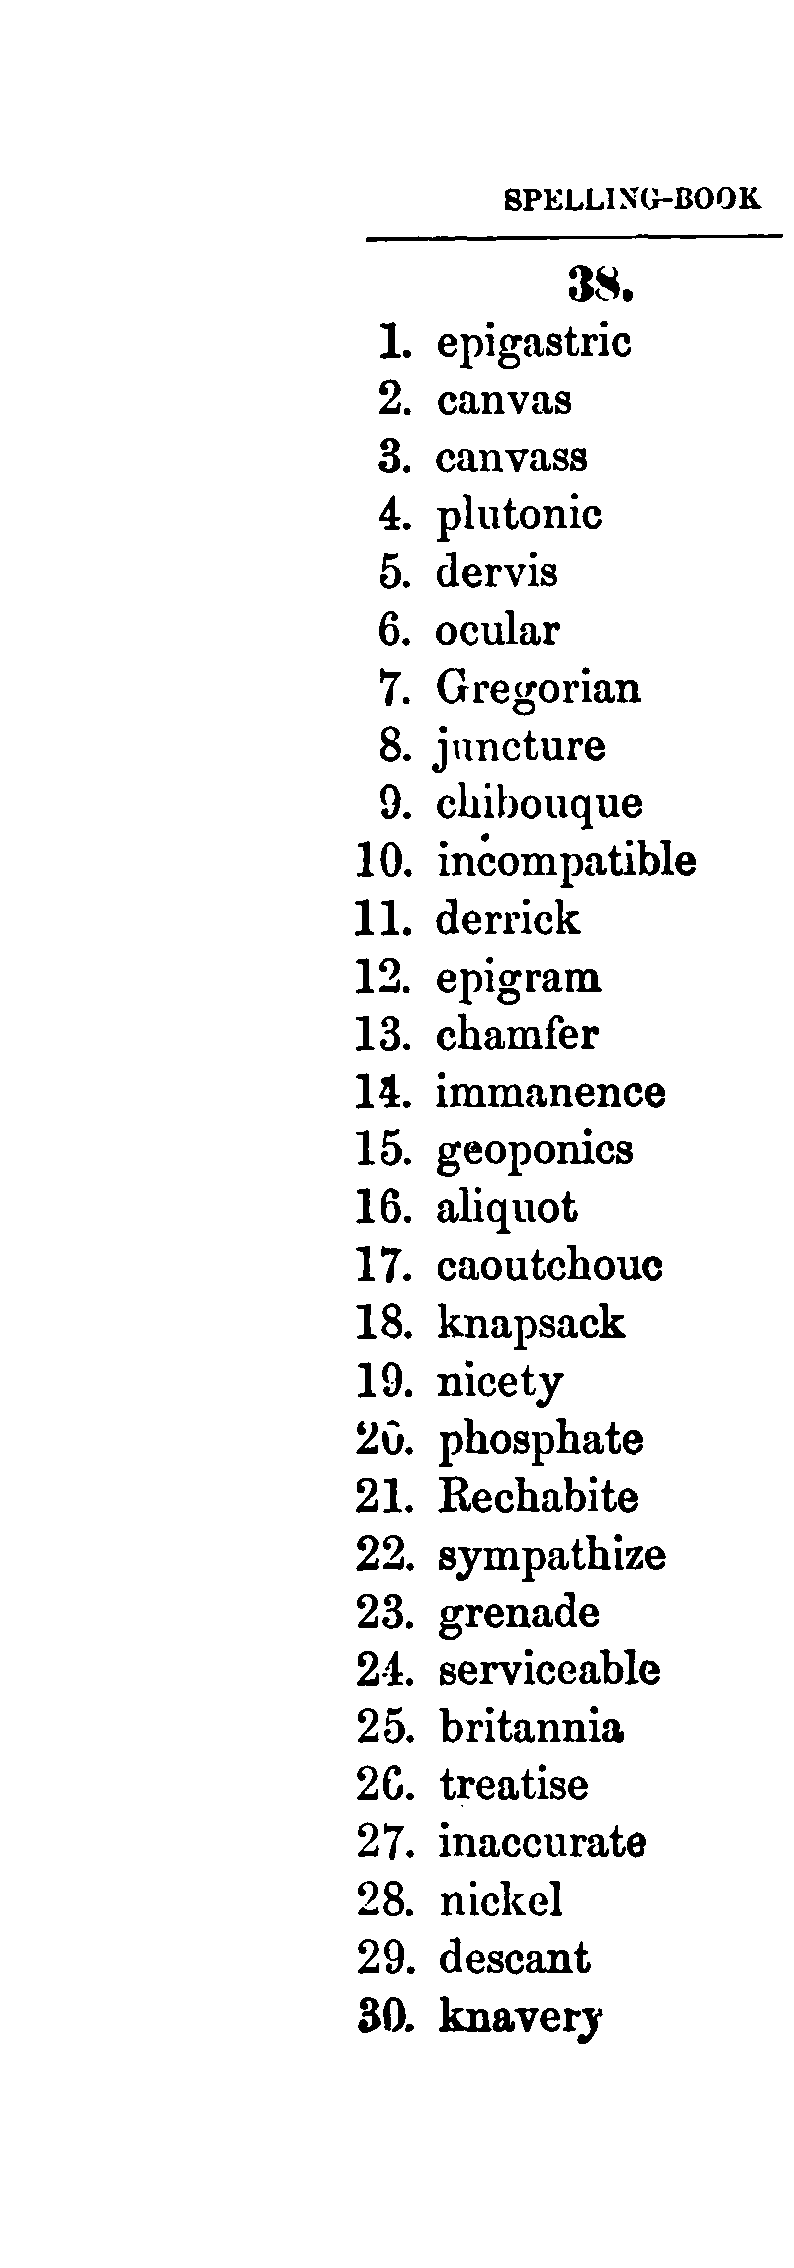 SPELLING-BOOK
38.
1. epigastric
2. canvas
3. canvass
4. plutonic
5. dervis
6. ocular
7. Gregorian
8. juncture
9. chibouque
10. incompatible
11. derrick
12. epigram
13. chamfer
14. immanence
15. geoponics
16. aliquot
17. caoutchouc
18. knapsack
19. nicety
20. phosphate
21. Rechabite
22. sympathize
23. grenade
24. serviceable
25. britannia
26. treatise
27. inaccurate
28. nickel
29. descant
30. knavery